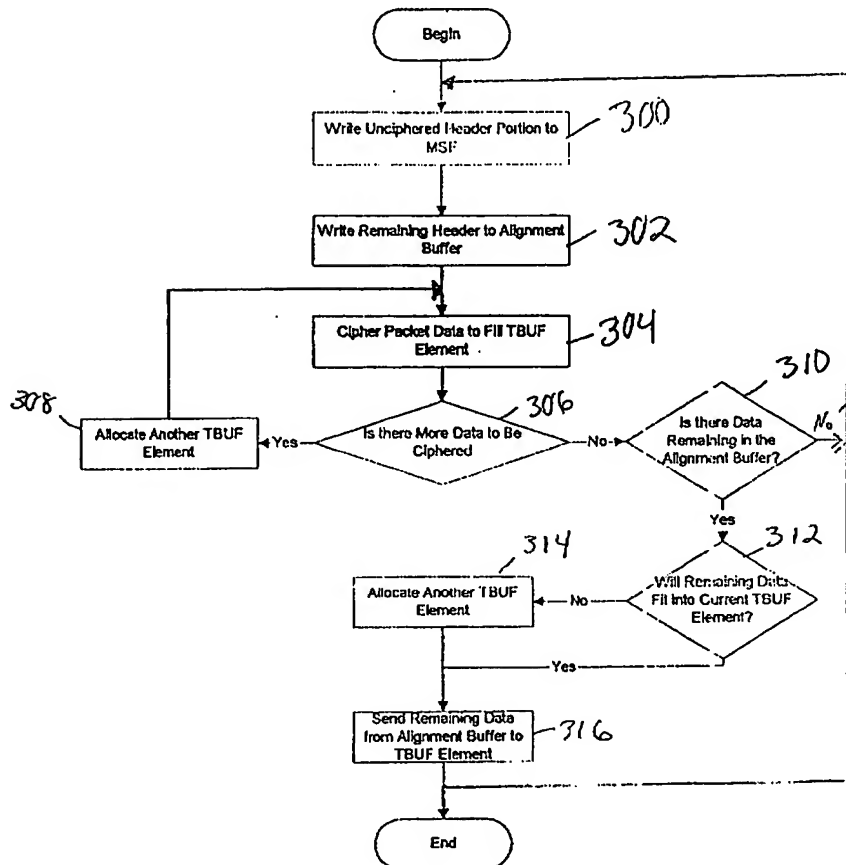 Begin
Write Unciphered Header Portion to
MSF
300
Write Remaining Header to Alignment
Buffer
302
Cipher Packet Data to Fill TBUF
Element
304
306
310
308
Allocate Another TBUF
Element
Yes
Is there More Data to Be
Ciphered
No
Is there Data
Remaining in the
Alignment Buffer?
No
Yes
312
314
Allocate Another TBUF
Element
No
Will Remaining Data
Fit Into Current TBUF
Element?
Yes
Send Remaining Data
from Alignment Buffer to
TBUF Element
316
End